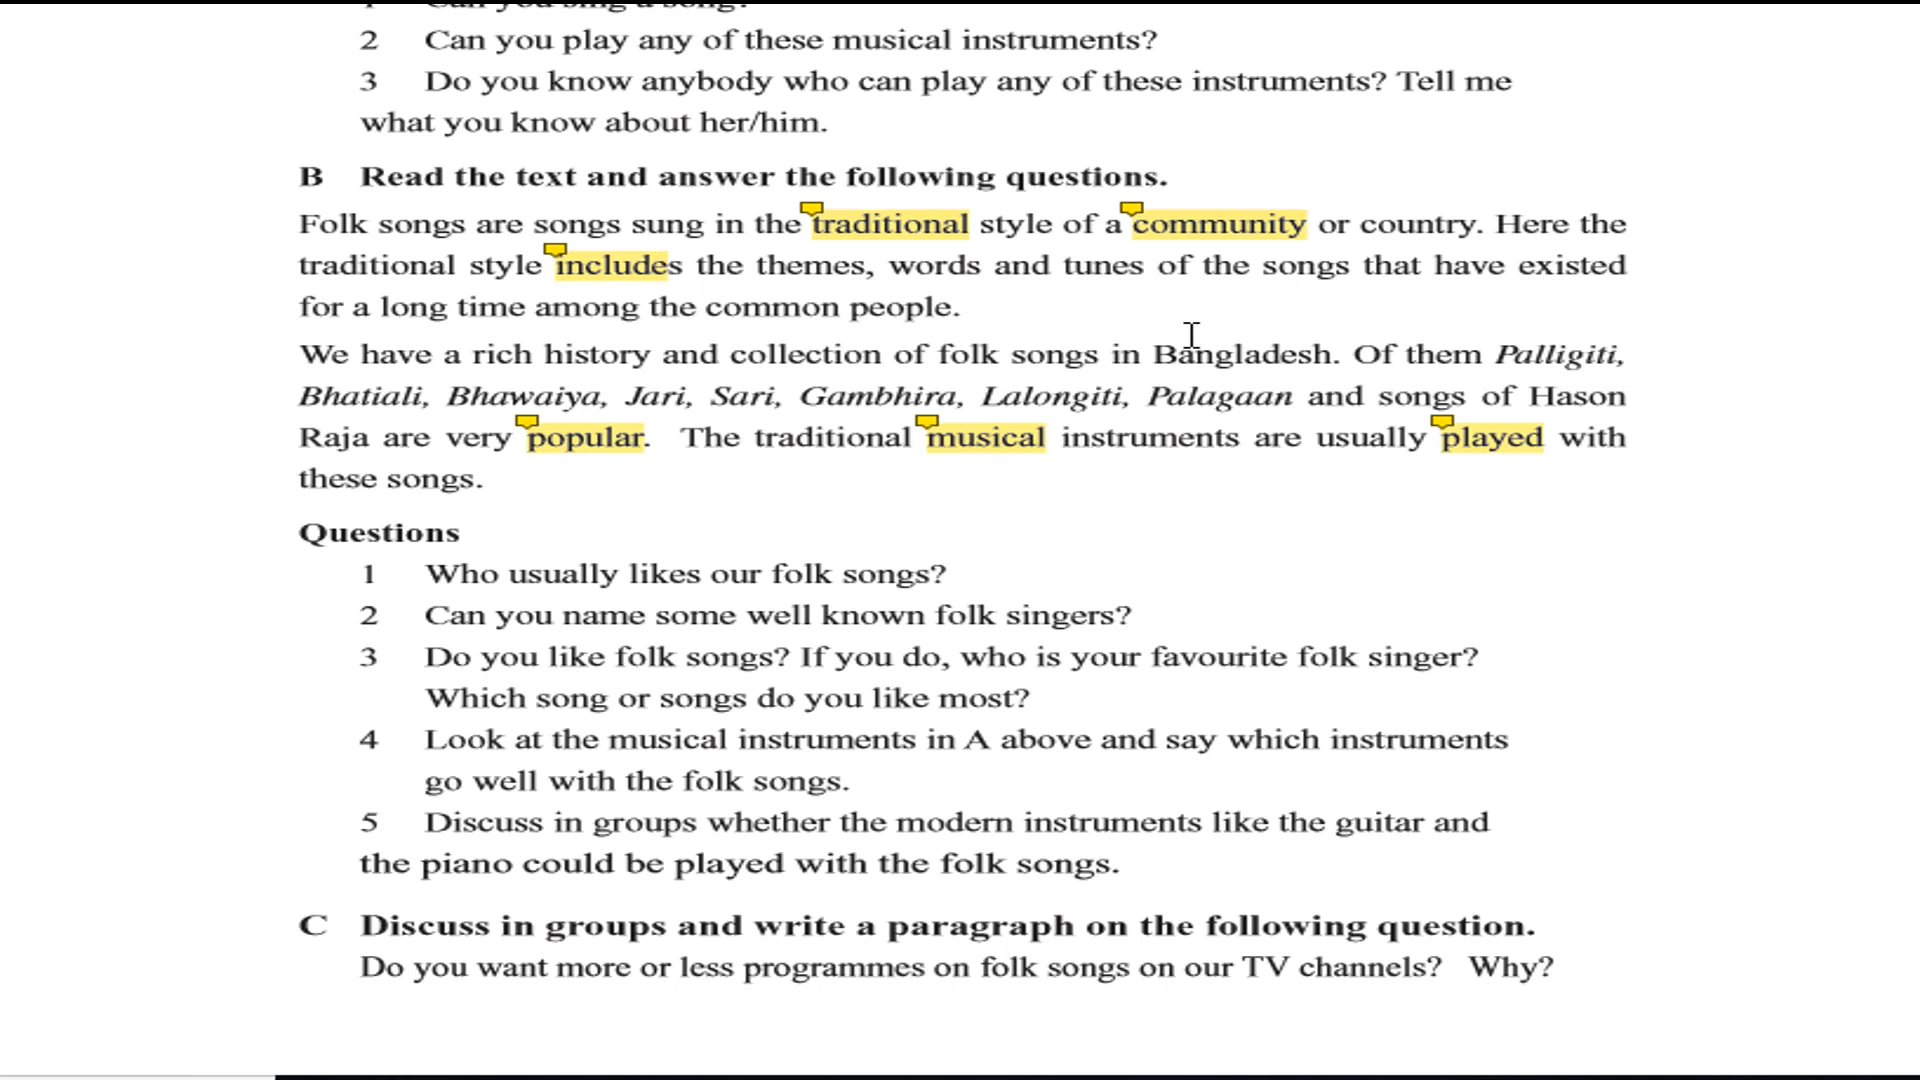 1 Can you sing a song?
2 Can you play any of these musical instruments?
3 Do you know anybody who can play any of these instruments? Tell me
what you know about her/him.
B Read the text and answer the following questions.
Folk songs are songs sung in the traditional style of a community or country. Here the
traditional style includes the themes, words and tunes of the songs that have existed
for a long time among the common people.
We have a rich history and collection of folk songs in Bangladesh. Of them Palligiti,
Bhatiali, Bhawaiya, Jari, Sari, Gambhira, Lalongiti, Palagaan and songs of Hason
Raja are very popular. The traditional musical instruments are usually played with
these songs.
Questions
1 Who usually likes our folk songs?
2 Can you name some well known folk singers?
3 Do you like folk songs? If you do, who is your favourite folk singer?
Which song or songs do you like most?
4 Look at the musical instruments in A above and say which instruments
go well with the folk songs.
5 Discuss in groups whether the modern instruments like the guitar and
the piano could be played with the folk songs.
C Discuss in groups and write a paragraph on the following question.
Do you want more or less programmes on folk songs on our TV channels? Why?